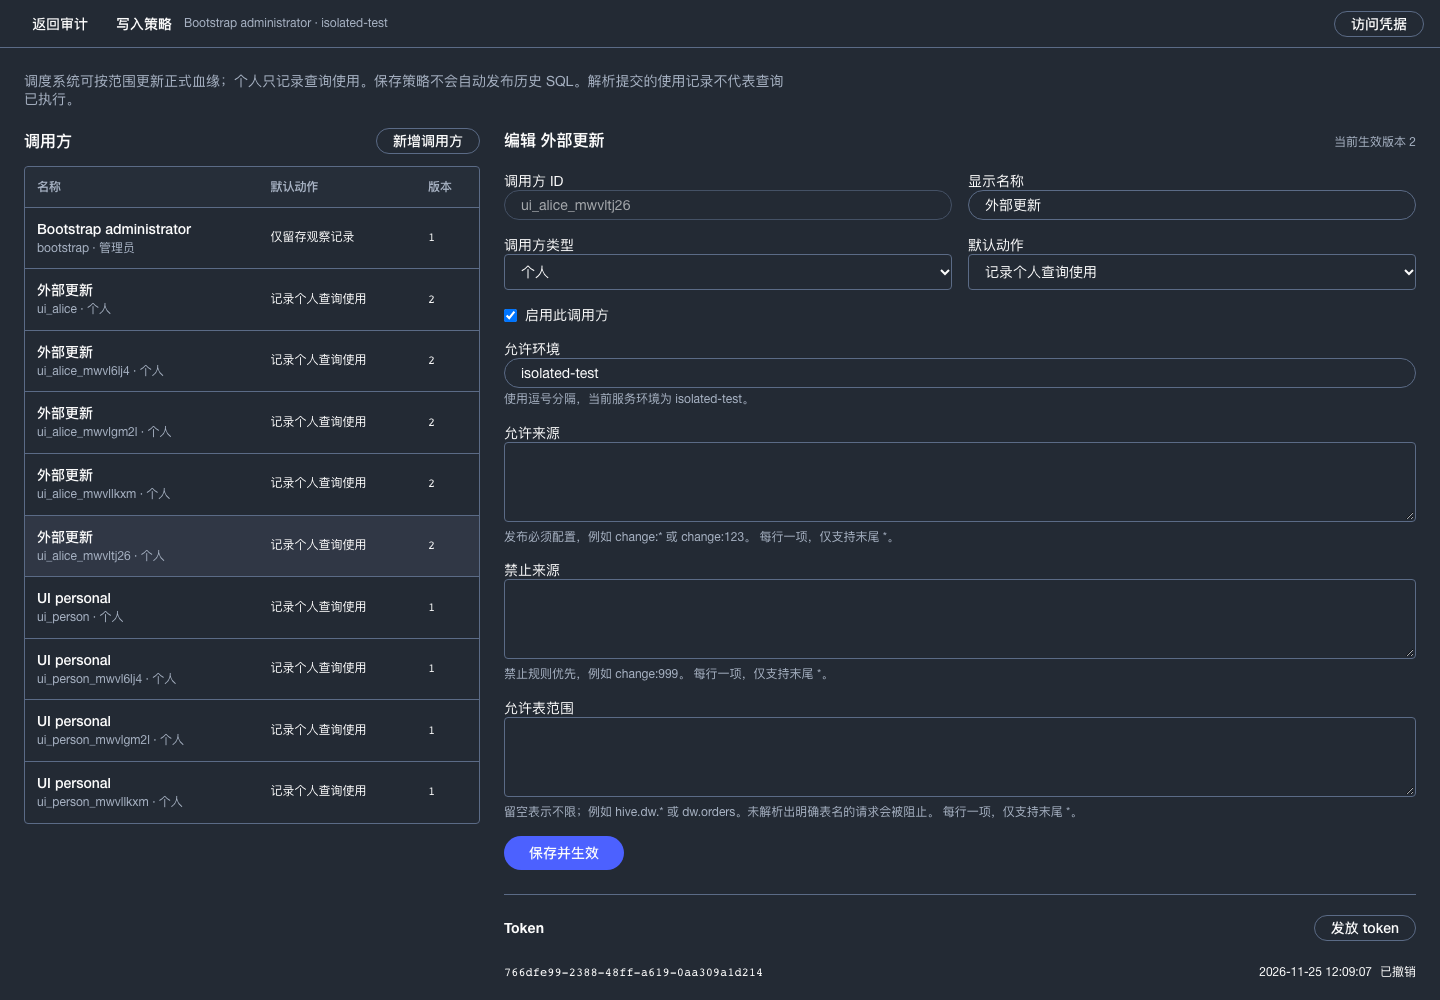 返回审计 写入策略 Bootstrap administrator · isolated-test 访问凭据
调度系统可按范围更新正式血缘；个人只记录查询使用。保存策略不会自动发布历史 SQL。解析提交的使用记录不代表查询
已执行。
调用方 新增调用方
名称 默认动作 版本
Bootstrap administrator
bootstrap · 管理员
仅留存观察记录 1
外部更新
ui_alice · 个人
记录个人查询使用 2
外部更新
ui_alice_mwvl6lj4 · 个人
记录个人查询使用 2
外部更新
ui_alice_mwvlgm2l · 个人
记录个人查询使用 2
外部更新
ui_alice_mwvllkxm · 个人
记录个人查询使用 2
外部更新
ui_alice_mwvltj26 · 个人
记录个人查询使用 2
UI personal
ui_person · 个人
记录个人查询使用 1
UI personal
ui_person_mwvl6lj4 · 个人
记录个人查询使用 1
UI personal
ui_person_mwvlgm2l · 个人
记录个人查询使用 1
UI personal
ui_person_mwvllkxm · 个人
记录个人查询使用 1
编辑 外部更新 当前生效版本 2
调用方 ID
ui_alice_mwvltj26
显示名称
外部更新
调用方类型
个人
默认动作
记录个人查询使用
启用此调用方
允许环境
isolated-test
使用逗号分隔，当前服务环境为 isolated-test。
允许来源
发布必须配置，例如 change:* 或 change:123。 每行一项，仅支持末尾 *。
禁止来源
禁止规则优先，例如 change:999。 每行一项，仅支持末尾 *。
允许表范围
留空表示不限；例如 hive.dw.* 或 dw.orders。未解析出明确表名的请求会被阻止。 每行一项，仅支持末尾 *。
保存并生效
Token 发放 token
766dfe99-2388-48ff-a619-0aa309a1d214 2026-11-25 12:09:07 已撤销